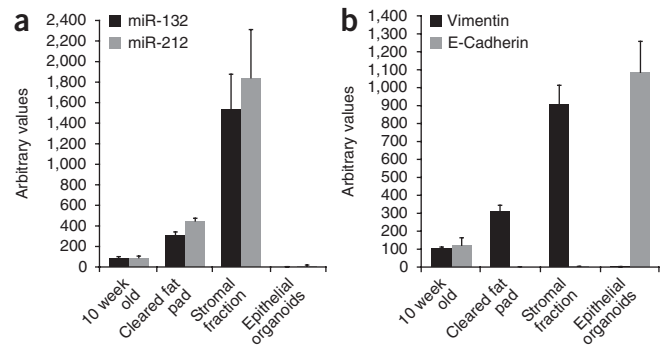 a
miR-132
miR-212
Arbitrary values
2,400
2,200
2,000
1,800
1,600
1,400
1,200
1,000
800
600
400
200
0
10 week
old
Cleared fat
pad
Stromal
fraction
Epithelial
organoids
b
Vimentin
E-Cadherin
Arbitrary values
1,400
1,300
1,200
1,100
1,000
900
800
700
600
500
400
300
200
100
0
10 week
old
Cleared fat
pad
Stromal
fraction
Epithelial
organoids